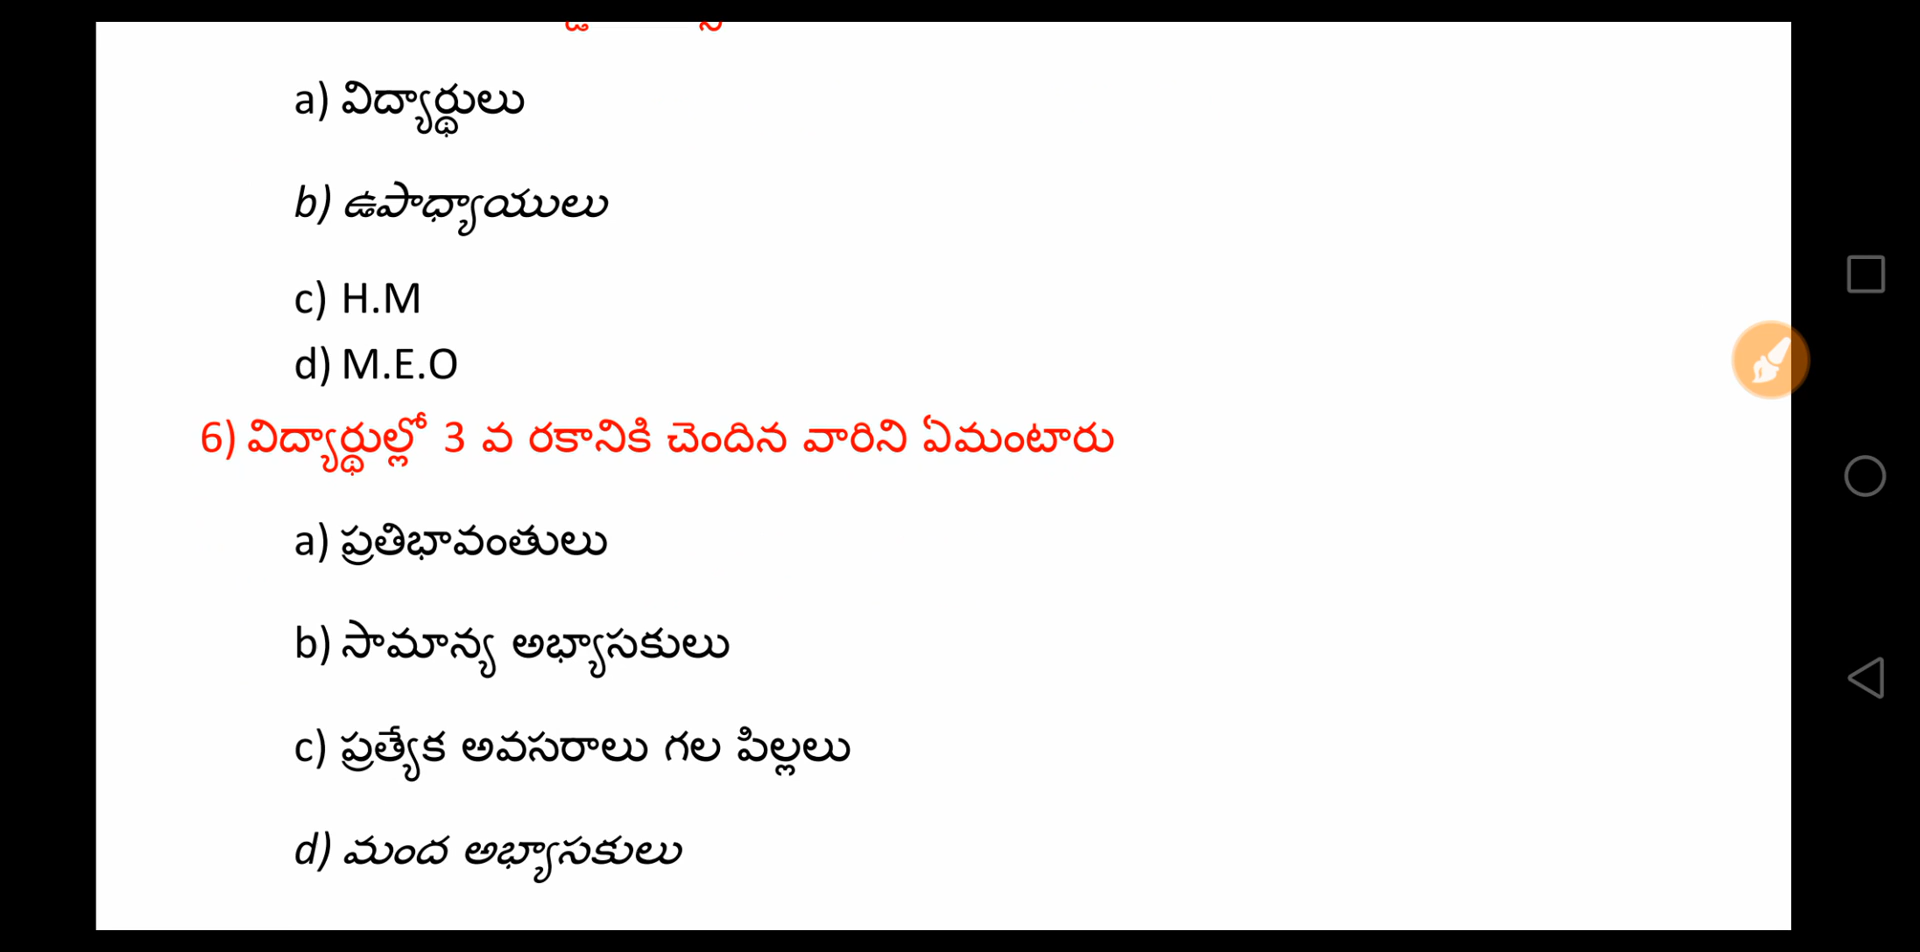 a) విద్యార్థులు
b) ఉపాధ్యాయులు
c) H.M
d) M.E.O
6) విద్యార్థుల్లో 3 వ రకానికి చెందిన వారిని ఏమంటారు
a) ప్రతిభావంతులు
b) సామాన్య అభ్యాసకులు
c) ప్రత్యేక అవసరాలు గల పిల్లలు
d) మంద అభ్యాసకులు